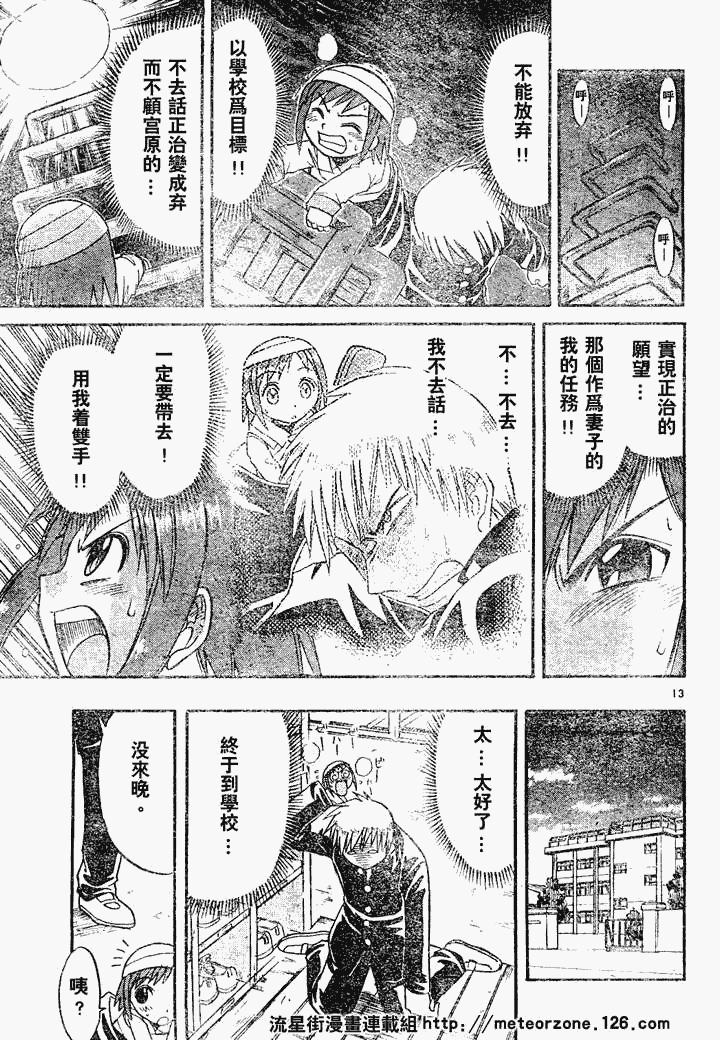 呼—
呼—
呼—
不能放弃!!
以學校爲目標!!
不去話正治變成弃
而不顧宫原的…
實現正治的
願望…
那個作爲妻子的
我的任務!!
不…不去…
我不去話…
一定要帶去!
用我着雙手!!
13
太…太好了…
終于到學校…
没來晚。
咦?
流星街漫畫連載組 http://meteorzone.126.com